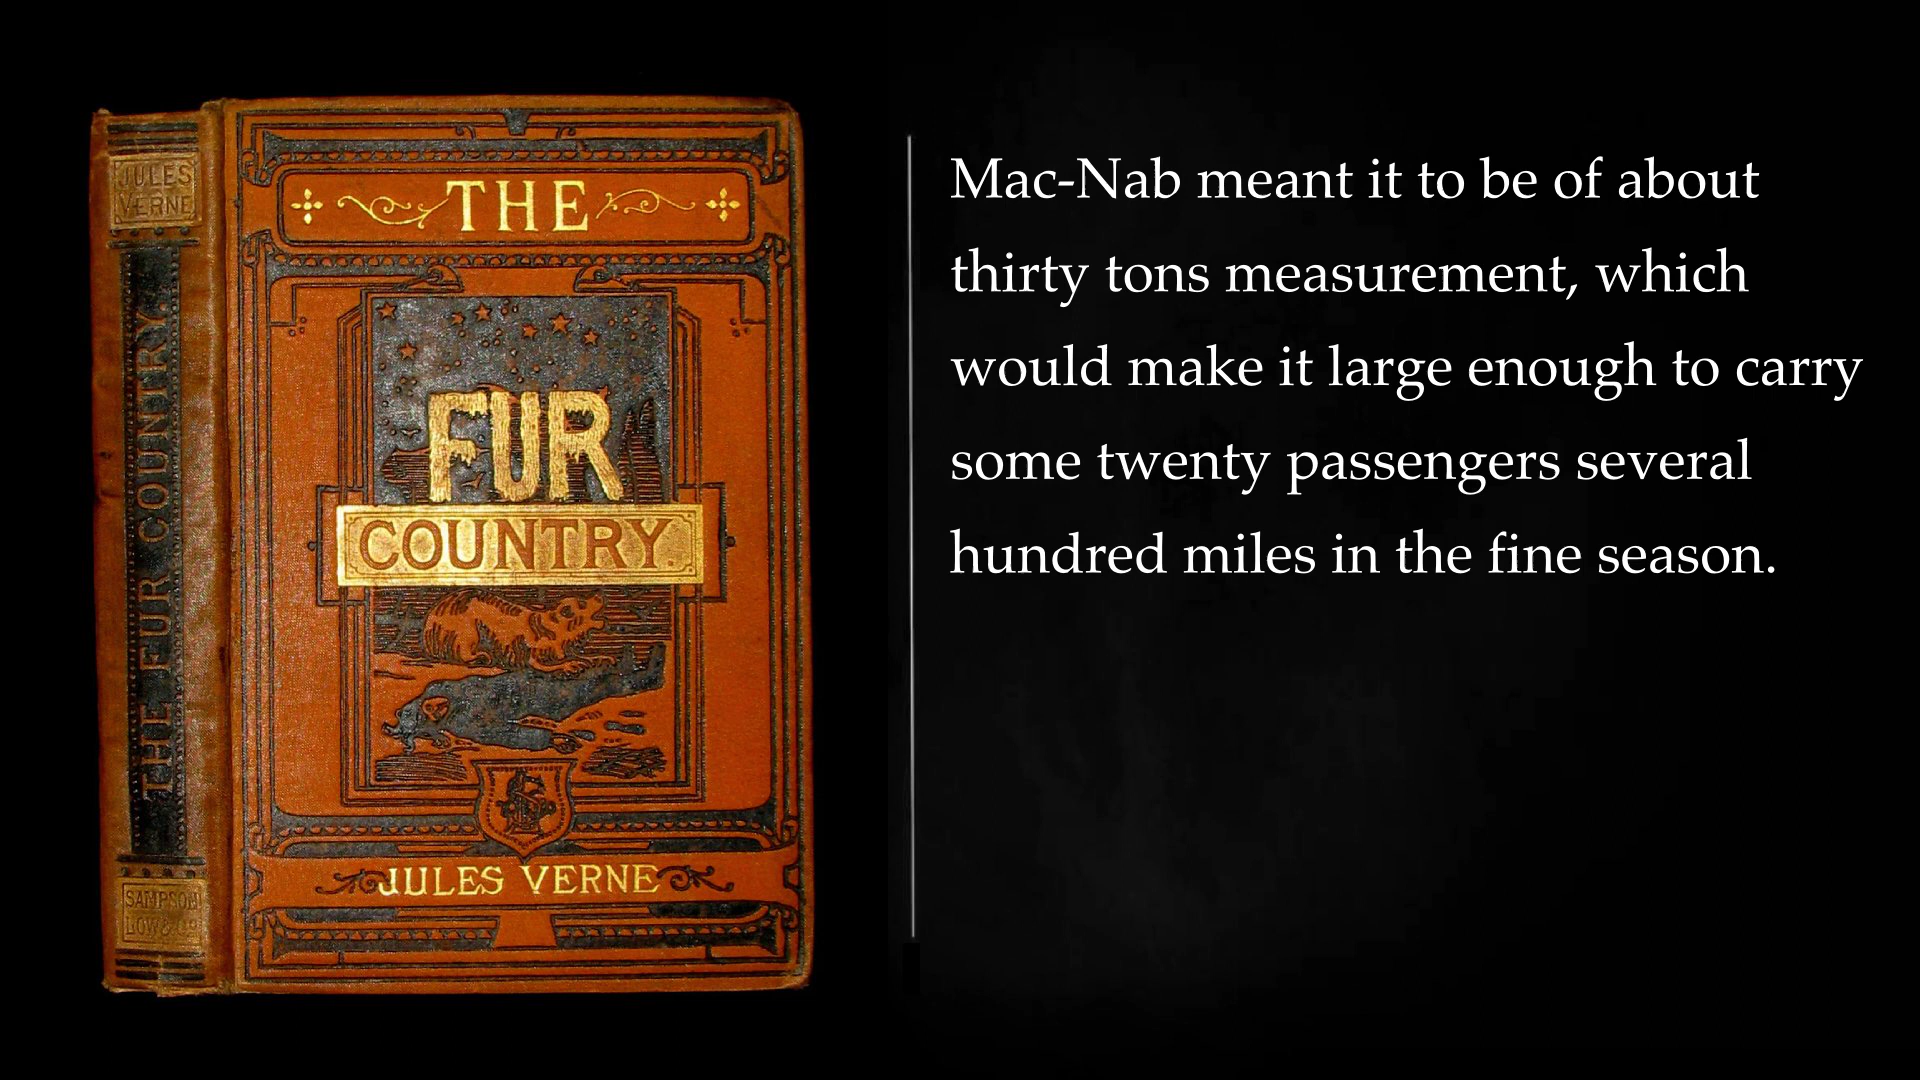 JULES
VERNE
THE FUR COUNTRY.
SAMPSON
LOW & Co
THE
FUR
COUNTRY.
JULES VERNE
Mac-Nab meant it to be of about
thirty tons measurement, which
would make it large enough to carry
some twenty passengers several
hundred miles in the fine season.